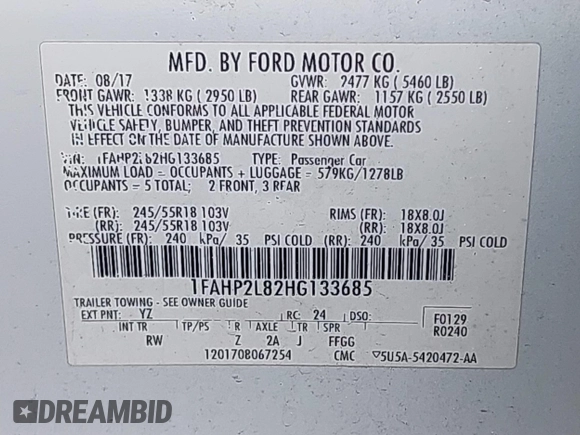 MFD. BY FORD MOTOR CO.
DATE: 08/17 GVWR: 2477 KG ( 5460 LB)
FRONT GAWR: 1338 KG ( 2950 LB) REAR GAWR: 1157 KG ( 2550 LB)
THIS VEHICLE CONFORMS TO ALL APPLICABLE FEDERAL MOTOR
VEHICLE SAFETY, BUMPER, AND THEFT PREVENTION STANDARDS
IN EFFECT ON THE DATE OF MANUFACTURE SHOWN ABOVE.
VIN: 1FAHP2L82HG133685 TYPE: Passenger Car
MAXIMUM LOAD = OCCUPANTS + LUGGAGE = 579KG/1278LB
OCCUPANTS = 5 TOTAL; 2 FRONT, 3 REAR
TIRE (FR): 245/55R18 103V RIMS (FR): 18X8.0J
(RR): 245/55R18 103V (RR): 18X8.0J
PRESSURE (FR): 240 kPa/ 35 PSI COLD (RR): 240 kPa/ 35 PSI COLD
1FAHP2L82HG133685
TRAILER TOWING - SEE OWNER GUIDE
EXT PNT: YZ RC: 24 DSO: F0129
INT TR TP/PS R AXLE TR SPR R0240
RW Z 2A J FFGG
1201708067254 CMC ▽5U5A-5420472-AA
DREAMBID